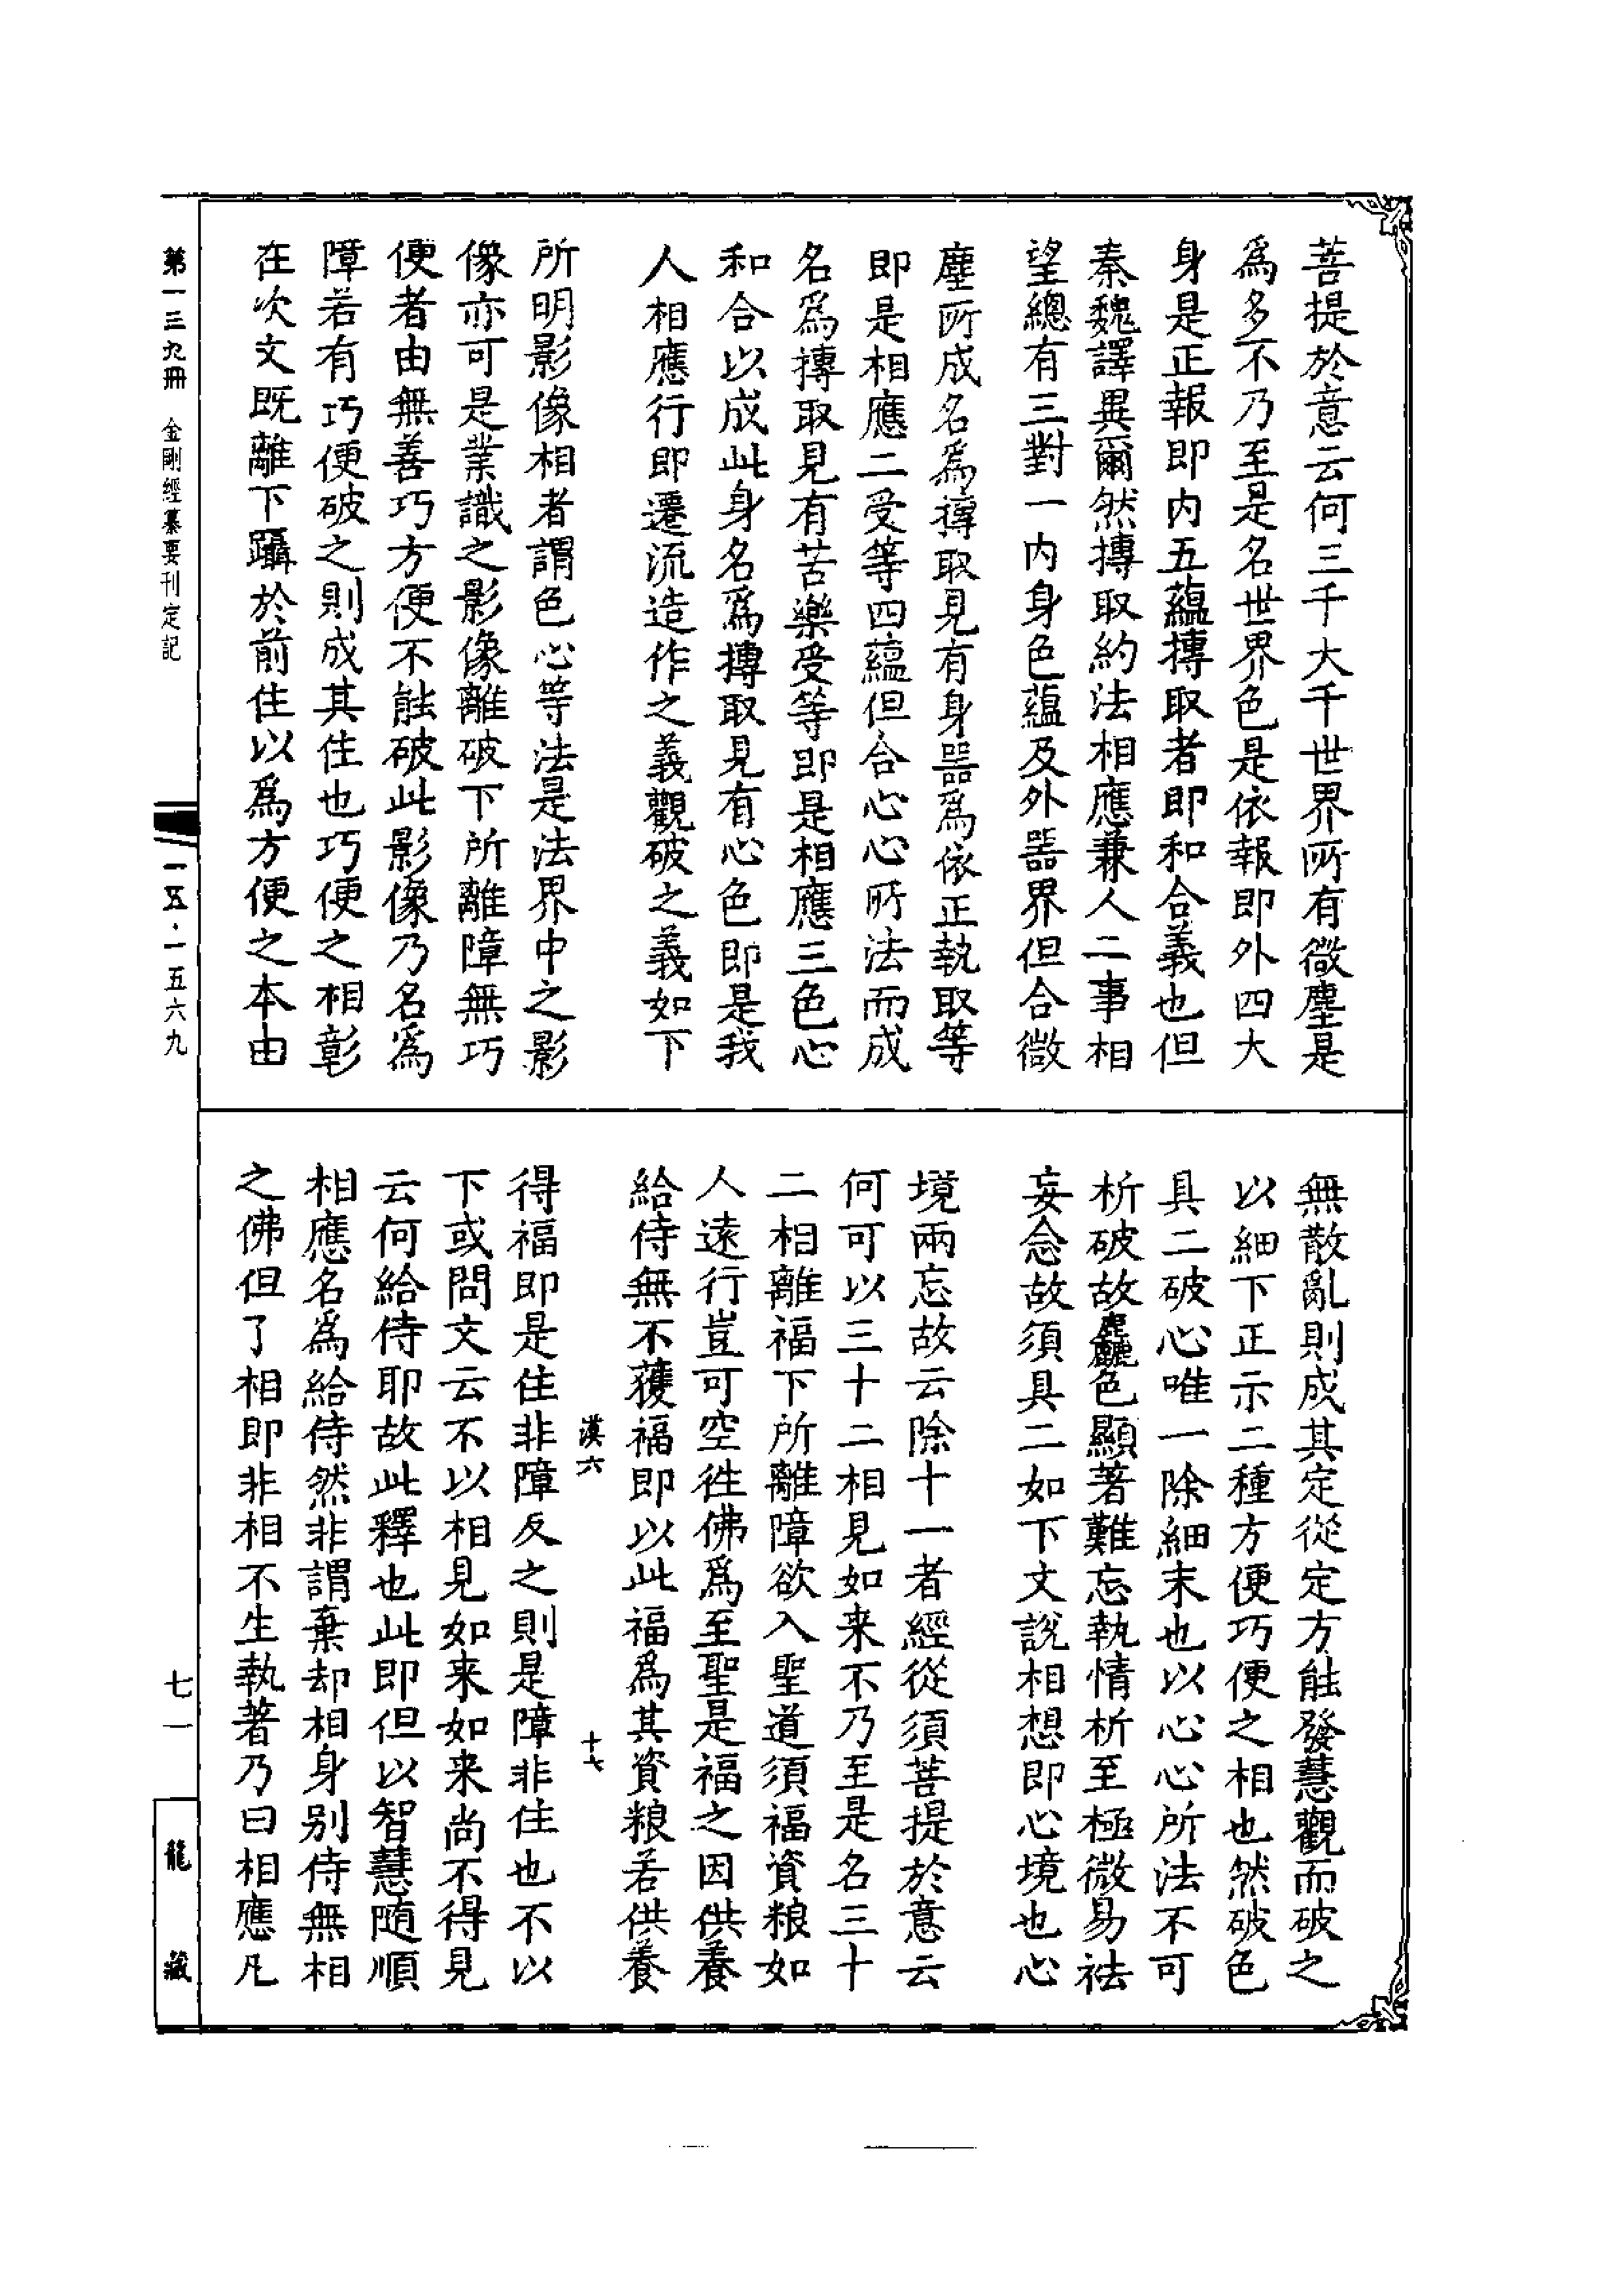 菩提於意云何三千大千世界所有微塵是
爲多不乃至是名世界色是依報即外四大
身是正報即内五蘊摶取者即和合義也但
秦魏譯異爾然摶取約法相應兼人二事相
望總有三對一内身色蘊及外噐界但合微
塵所成名爲摶取見有身噐爲依正執取等
即是相應二受等四蘊但合心心所法而成
名爲摶取見有苦樂受等即是相應三色心
和合以成此身名爲摶取見有心色即是我
人相應行即遷流造作之義觀破之義如下
所明影像相者謂色心等法是法界中之影
像亦可是業識之影像離破下所離障無巧
便者由無善巧方便不能破此影像乃名爲
障若有巧便破之則成其住也巧便之相彰
在次文既離下躡於前住以爲方便之本由
無散亂則成其定從定方能發慧觀而破之
以細下正示二種方便巧便之相也然破色
具二破心唯一除細末也以心心所法不可
析破故麤色顯著難忘執情析至極微易祛
妄念故須具二如下文說相想即心境也心
境兩忘故云除十一者經從須菩提於意云
何可以三十二相見如来不乃至是名三十
二相離福下所離障欲入聖道須福資粮如
人遠行豈可空徃佛爲至聖是福之因供養
給侍無不獲福即以此福爲其資粮若供養
漠六
十七
得福即是住非障反之則是障非住也不以
下或問文云不以相見如来如来尚不得見
云何給侍耶故此釋也此即但以智慧随順
相應名爲給侍然非謂棄却相身别侍無相
之佛但了相即非相不生執著乃曰相應凡
第一三九冊
金剛經纂要刊定記
一五·一五六九
七一
龍藏